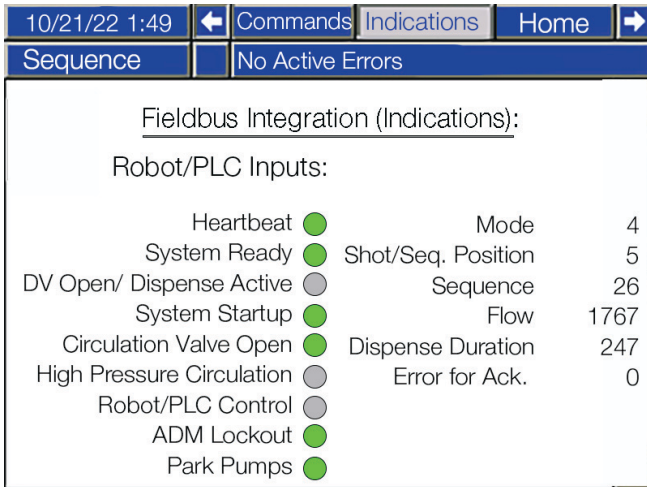 10/21/22 1:49 Commands Indications Home
Sequence No Active Errors
Fieldbus Integration (Indications):
Robot/PLC Inputs:
Heartbeat Mode 4
System Ready Shot/Seq. Position 5
DV Open/ Dispense Active Sequence 26
System Startup Flow 1767
Circulation Valve Open Dispense Duration 247
High Pressure Circulation Error for Ack. 0
Robot/PLC Control
ADM Lockout
Park Pumps